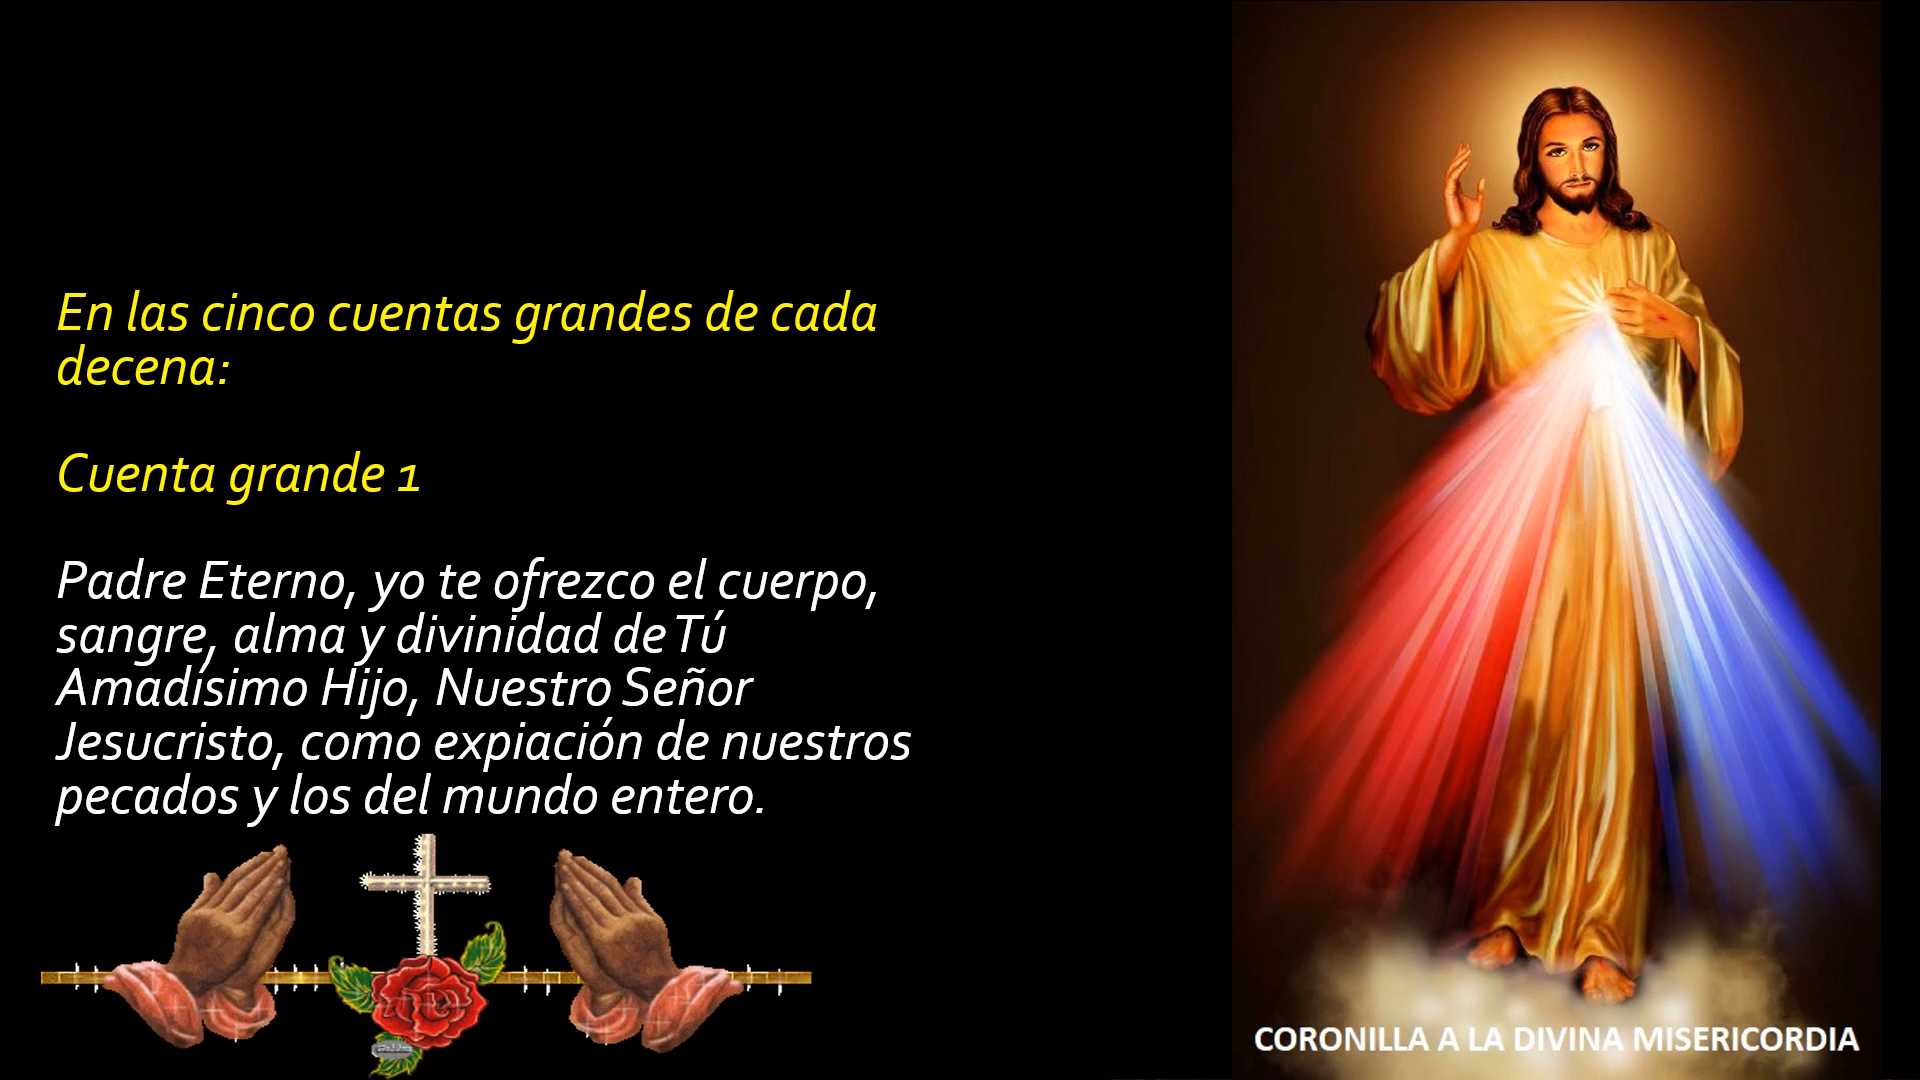 En las cinco cuentas grandes de cada
decena:
Cuenta grande 1
Padre Eterno, yo te ofrezco el cuerpo,
sangre, alma y divinidad de Tú
Amadísimo Hijo, Nuestro Señor
Jesucristo, como expiación de nuestros
pecados y los del mundo entero.
CORONILLA A LA DIVINA MISERICORDIA